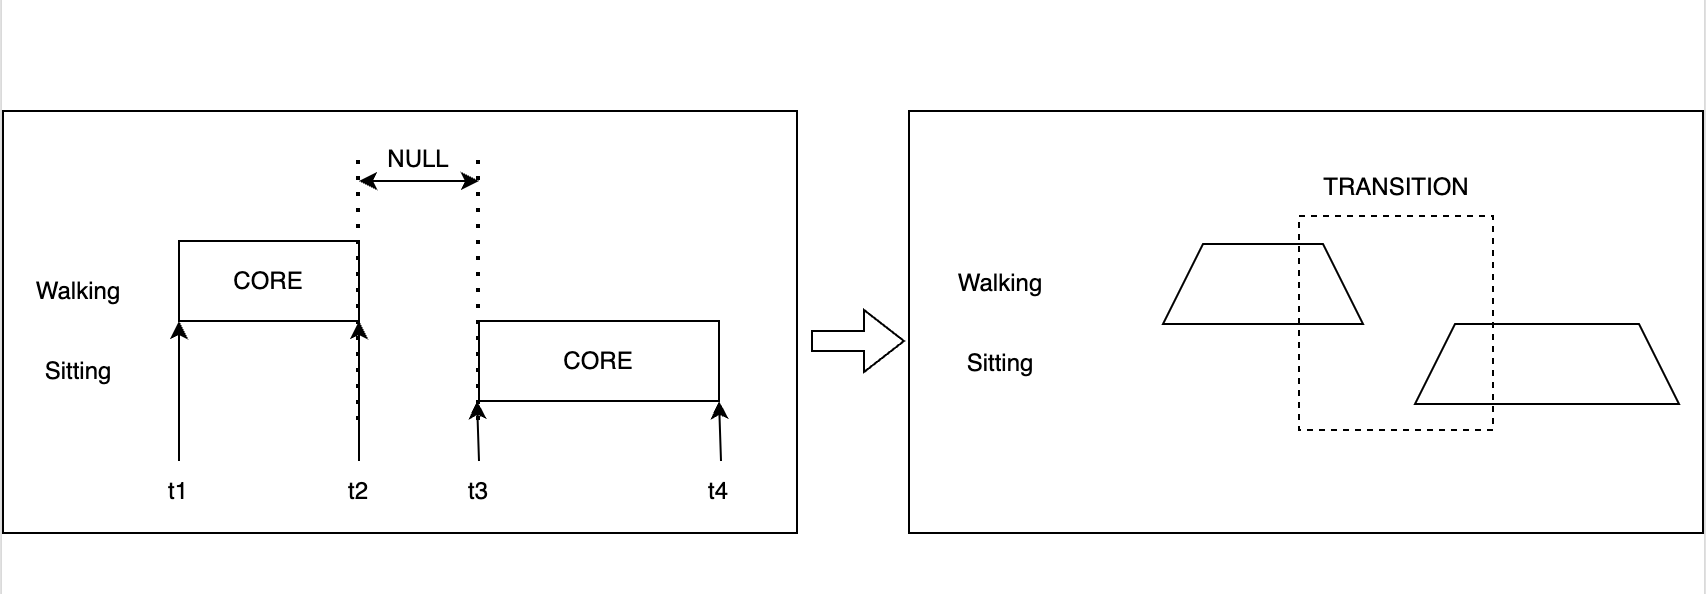 NULL
Walking
CORE
Sitting
CORE
t1
t2
t3
t4
TRANSITION
Walking
Sitting